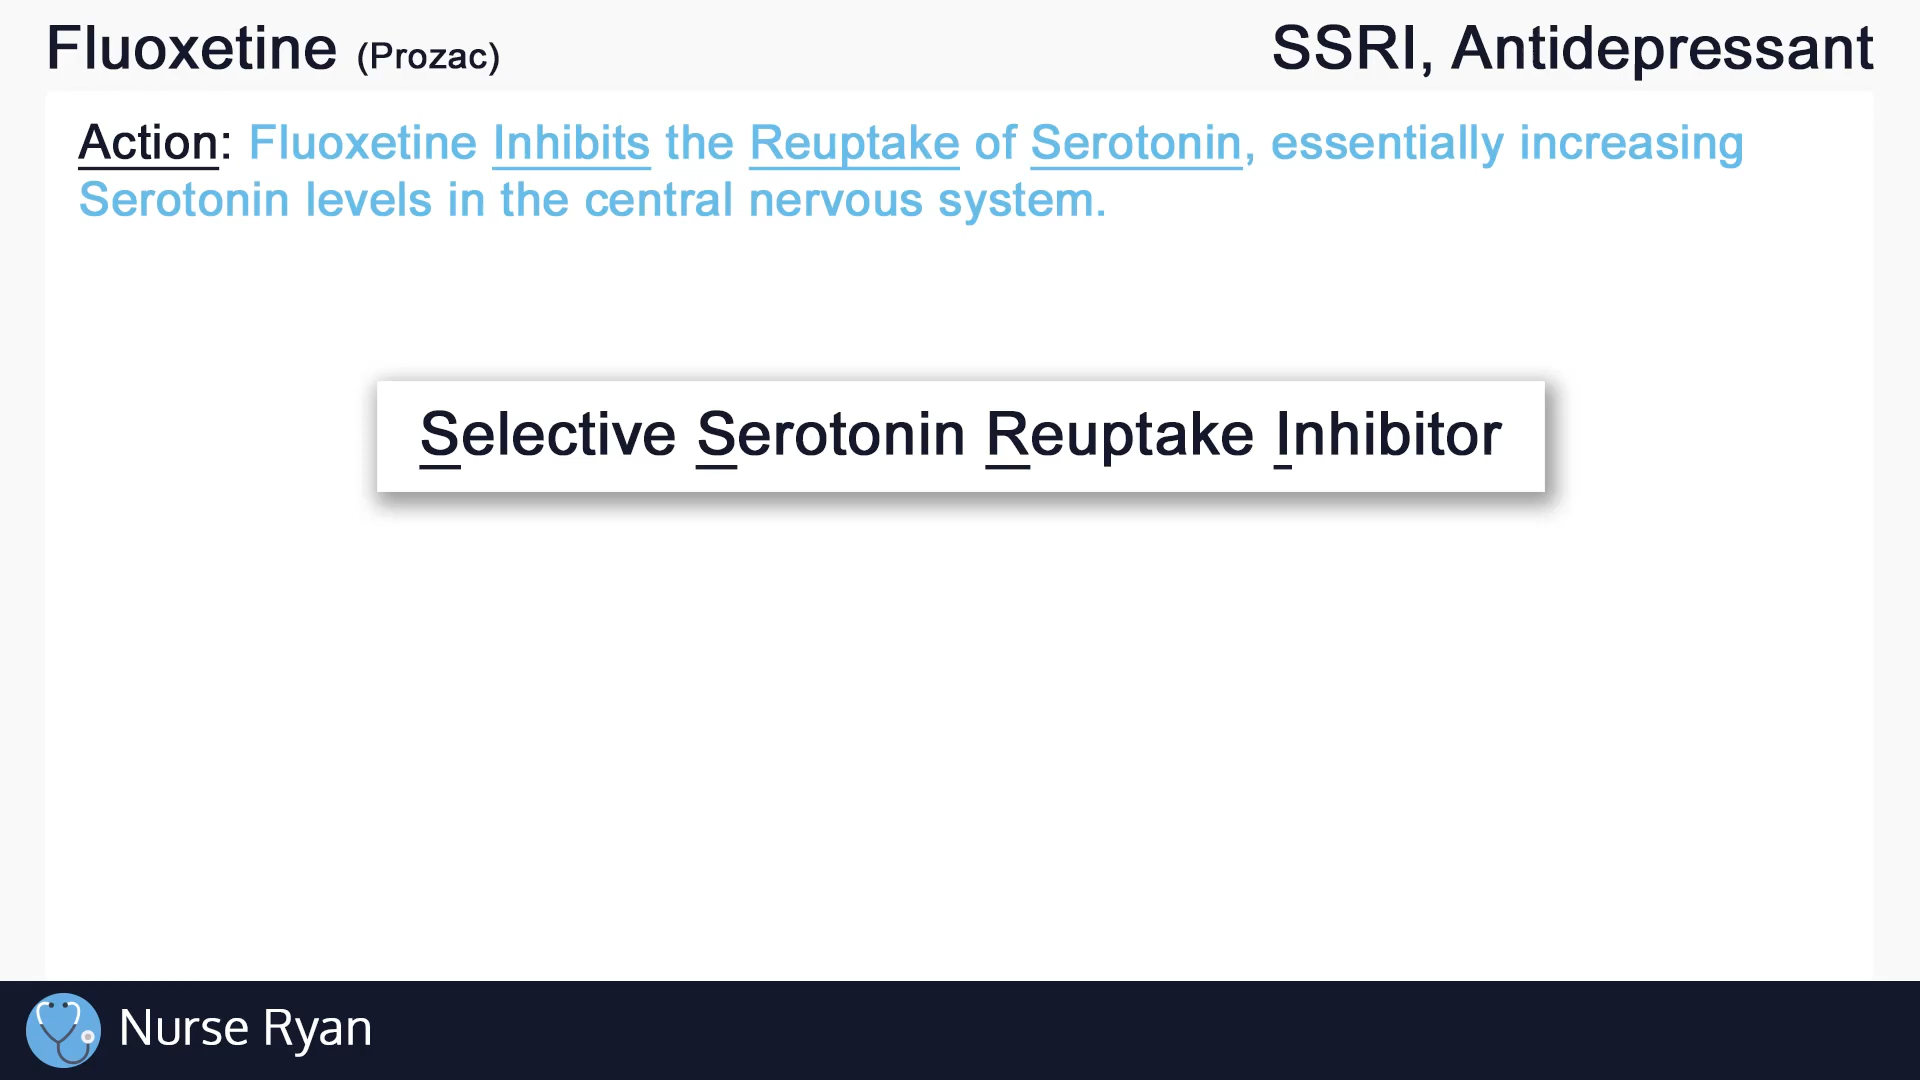 Fluoxetine (Prozac)
SSRI, Antidepressant
Action: Fluoxetine Inhibits the Reuptake of Serotonin, essentially increasing
Serotonin levels in the central nervous system.
Selective Serotonin Reuptake Inhibitor
Nurse Ryan